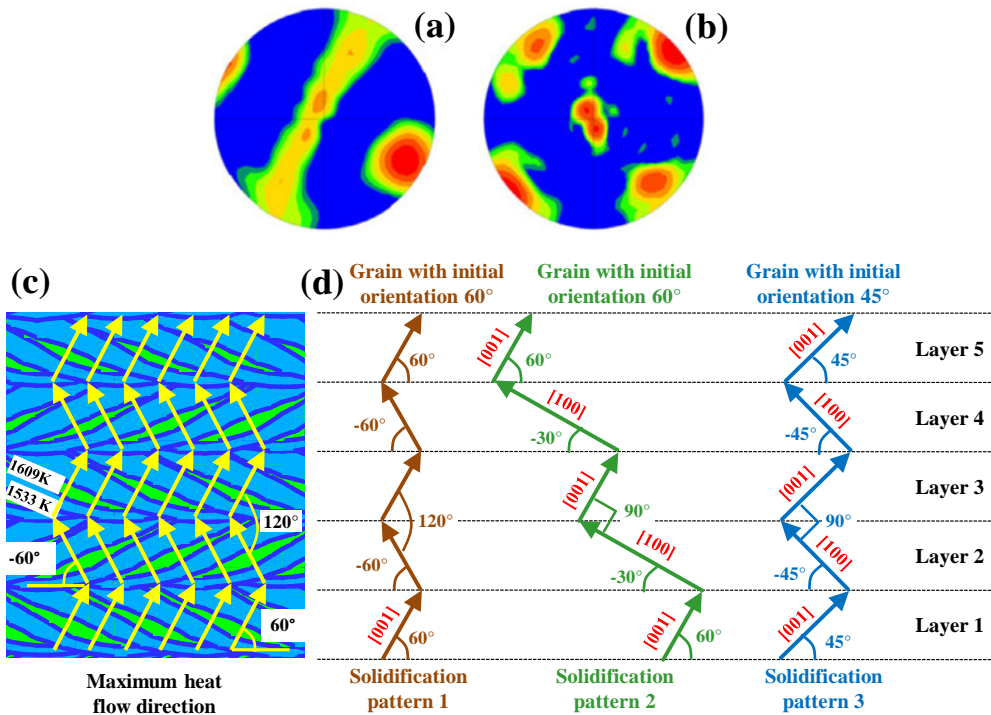 (a)
(b)
(c)
1609K
1533 K
120°
-60°
60°
Maximum heat
flow direction
(d)
Grain with initial
orientation 60°
Grain with initial
orientation 60°
Grain with initial
orientation 45°
60°
[001]
60°
[001]
45°
Layer 5
-60°
[100]
-30°
[100]
-45°
Layer 4
120°
[001]
90°
[001]
90°
Layer 3
-60°
[100]
-30°
[100]
-45°
Layer 2
[001]
60°
[001]
60°
[001]
45°
Layer 1
Solidification
pattern 1
Solidification
pattern 2
Solidification
pattern 3